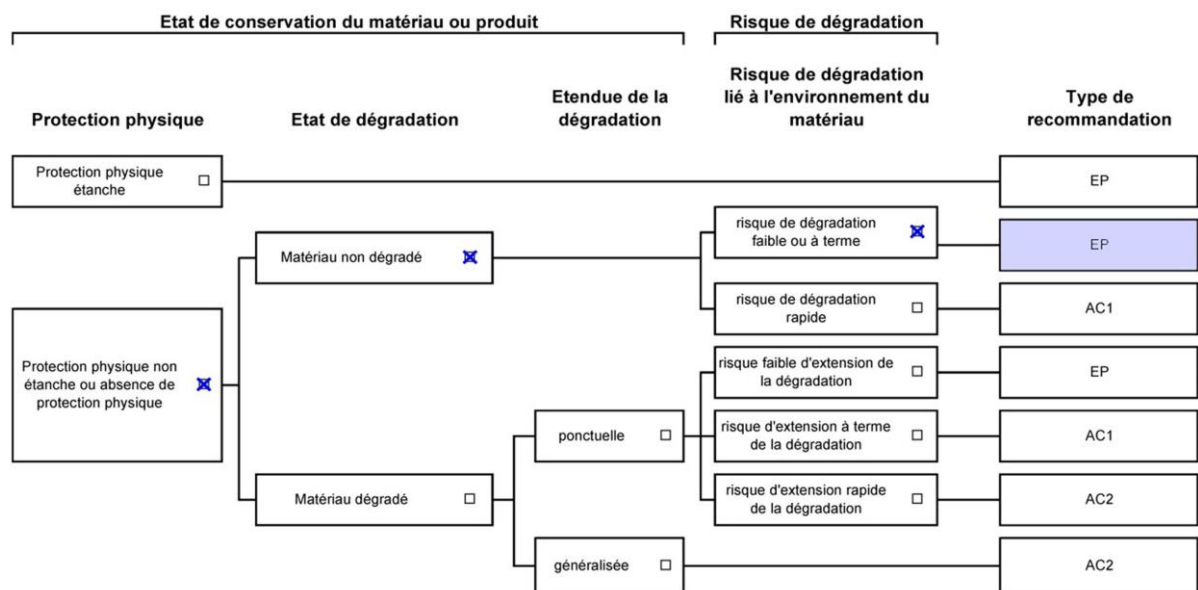 Etat de conservation du matériau ou produit
Risque de dégradation
Protection physique
Etat de dégradation
Etendue de la
dégradation
Risque de dégradation
lié à l'environnement du
matériau
Type de
recommandation
Protection physique
étanche
EP
risque de dégradation
faible ou à terme
EP
Matériau non dégradé
risque de dégradation
rapide
AC1
Protection physique non
étanche ou absence de
protection physique
risque faible d'extension de
la dégradation
EP
ponctuelle
risque d'extension à terme
de la dégradation
AC1
Matériau dégradé
risque d'extension rapide
de la dégradation
AC2
généralisée
AC2